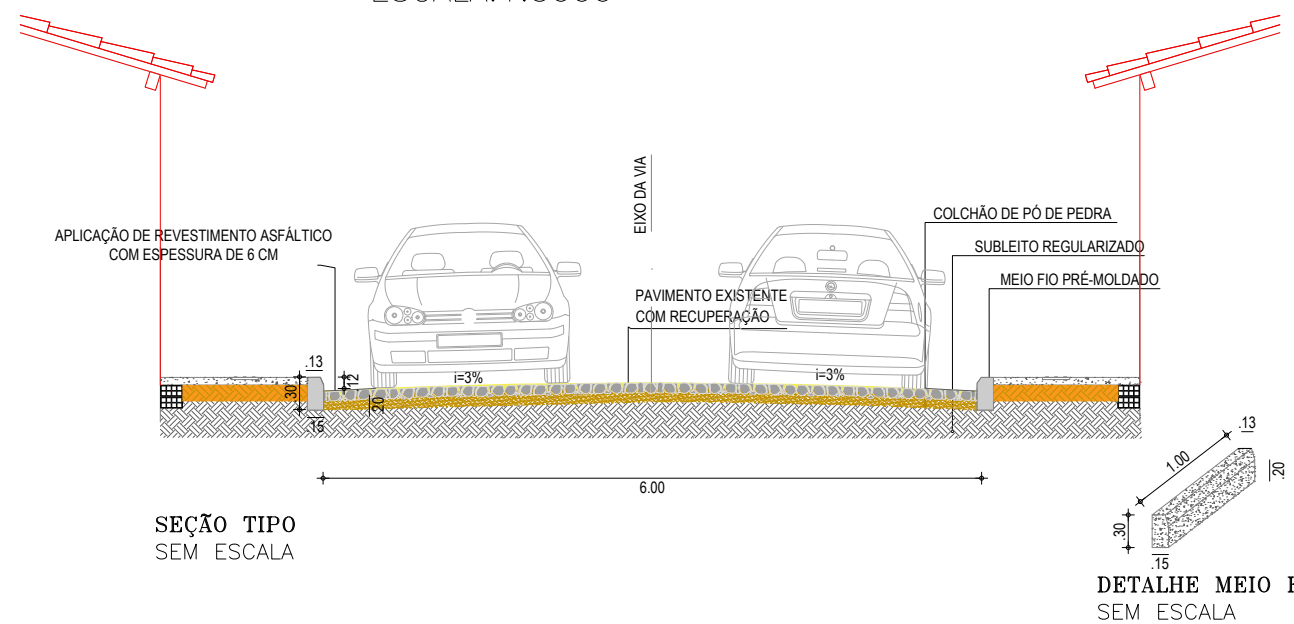 EIXO DA VIA
APLICAÇÃO DE REVESTIMENTO ASFÁLTICO
COM ESPESSURA DE 6 CM
COLCHÃO DE PÓ DE PEDRA
SUBLEITO REGULARIZADO
MEIO FIO PRÉ-MOLDADO
PAVIMENTO EXISTENTE
COM RECUPERAÇÃO
.13
.30
.12
i=3%
i=3%
.20
.15
6.00
1.00
.13
.20
.30
.15
SEÇÃO TIPO
SEM ESCALA
DETALHE MEIO
SEM ESCALA